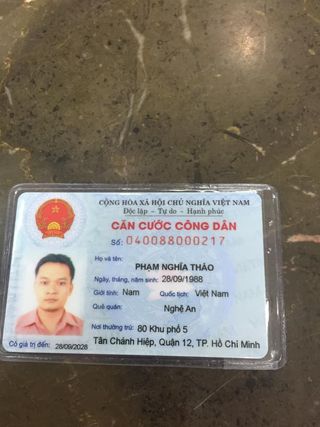 CỘNG HÒA XÃ HỘI CHỦ NGHĨA VIỆT NAM
Độc lập - Tự do - Hạnh phúc
CĂN CƯỚC CÔNG DÂN
Số: 040088000217
Họ và tên:
PHẠM NGHĨA THẢO
Ngày, tháng, năm sinh: 28/09/1988
Giới tính: Nam Quốc tịch: Việt Nam
Quê quán: Nghệ An
Nơi thường trú: 80 Khu phố 5
Tân Chánh Hiệp, Quận 12, TP. Hồ Chí Minh
Có giá trị đến: 28/09/2028